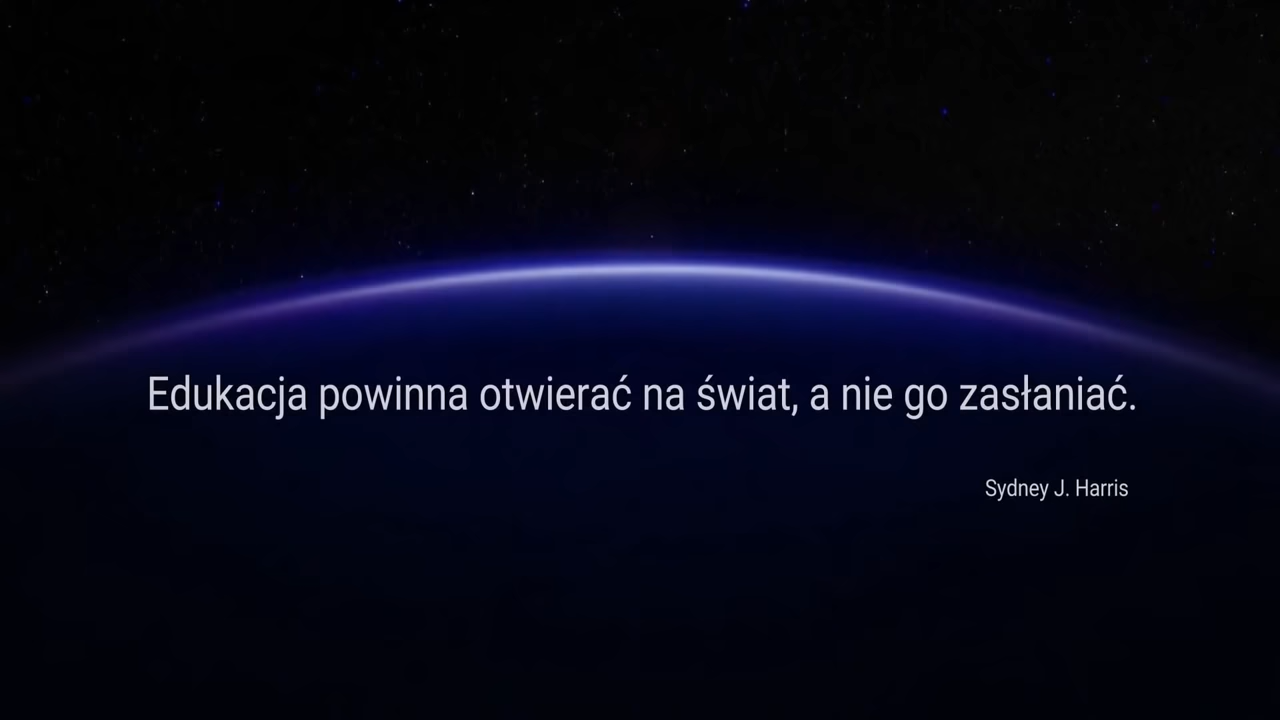 Edukacja powinna otwierać na świat, a nie go zasłaniać.
Sydney J. Harris